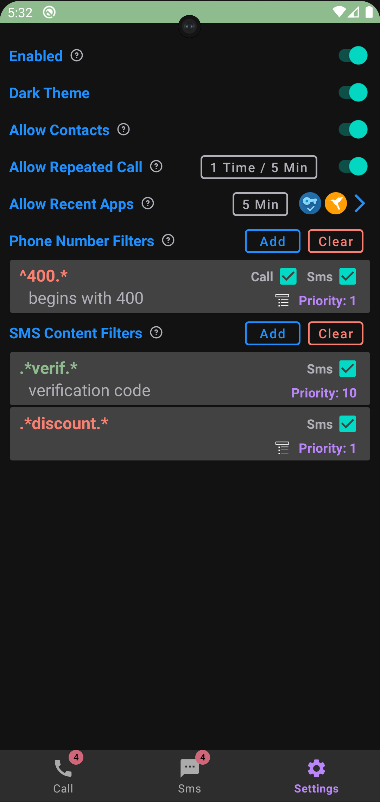 5:32
Enabled
Dark Theme
Allow Contacts
Allow Repeated Call 1 Time / 5 Min
Allow Recent Apps 5 Min
Phone Number Filters Add Clear
^400.* Call Sms
begins with 400 Priority: 1
SMS Content Filters Add Clear
.*verif.* Sms
verification code Priority: 10
.*discount.* Sms
Priority: 1
4 4
Call Sms Settings